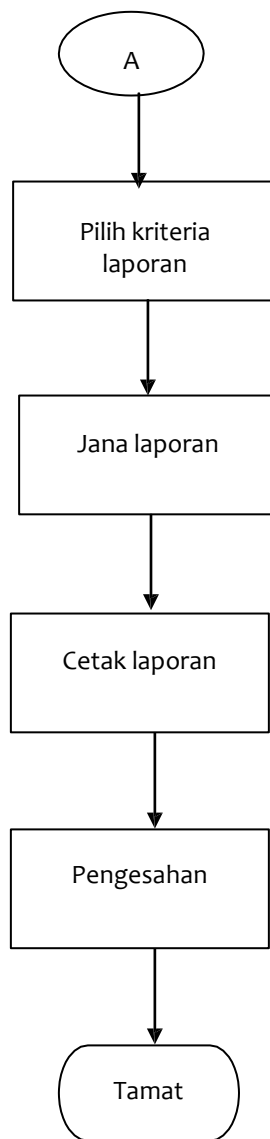 A
Pilih kriteria
laporan
Jana laporan
Cetak laporan
Pengesahan
Tamat